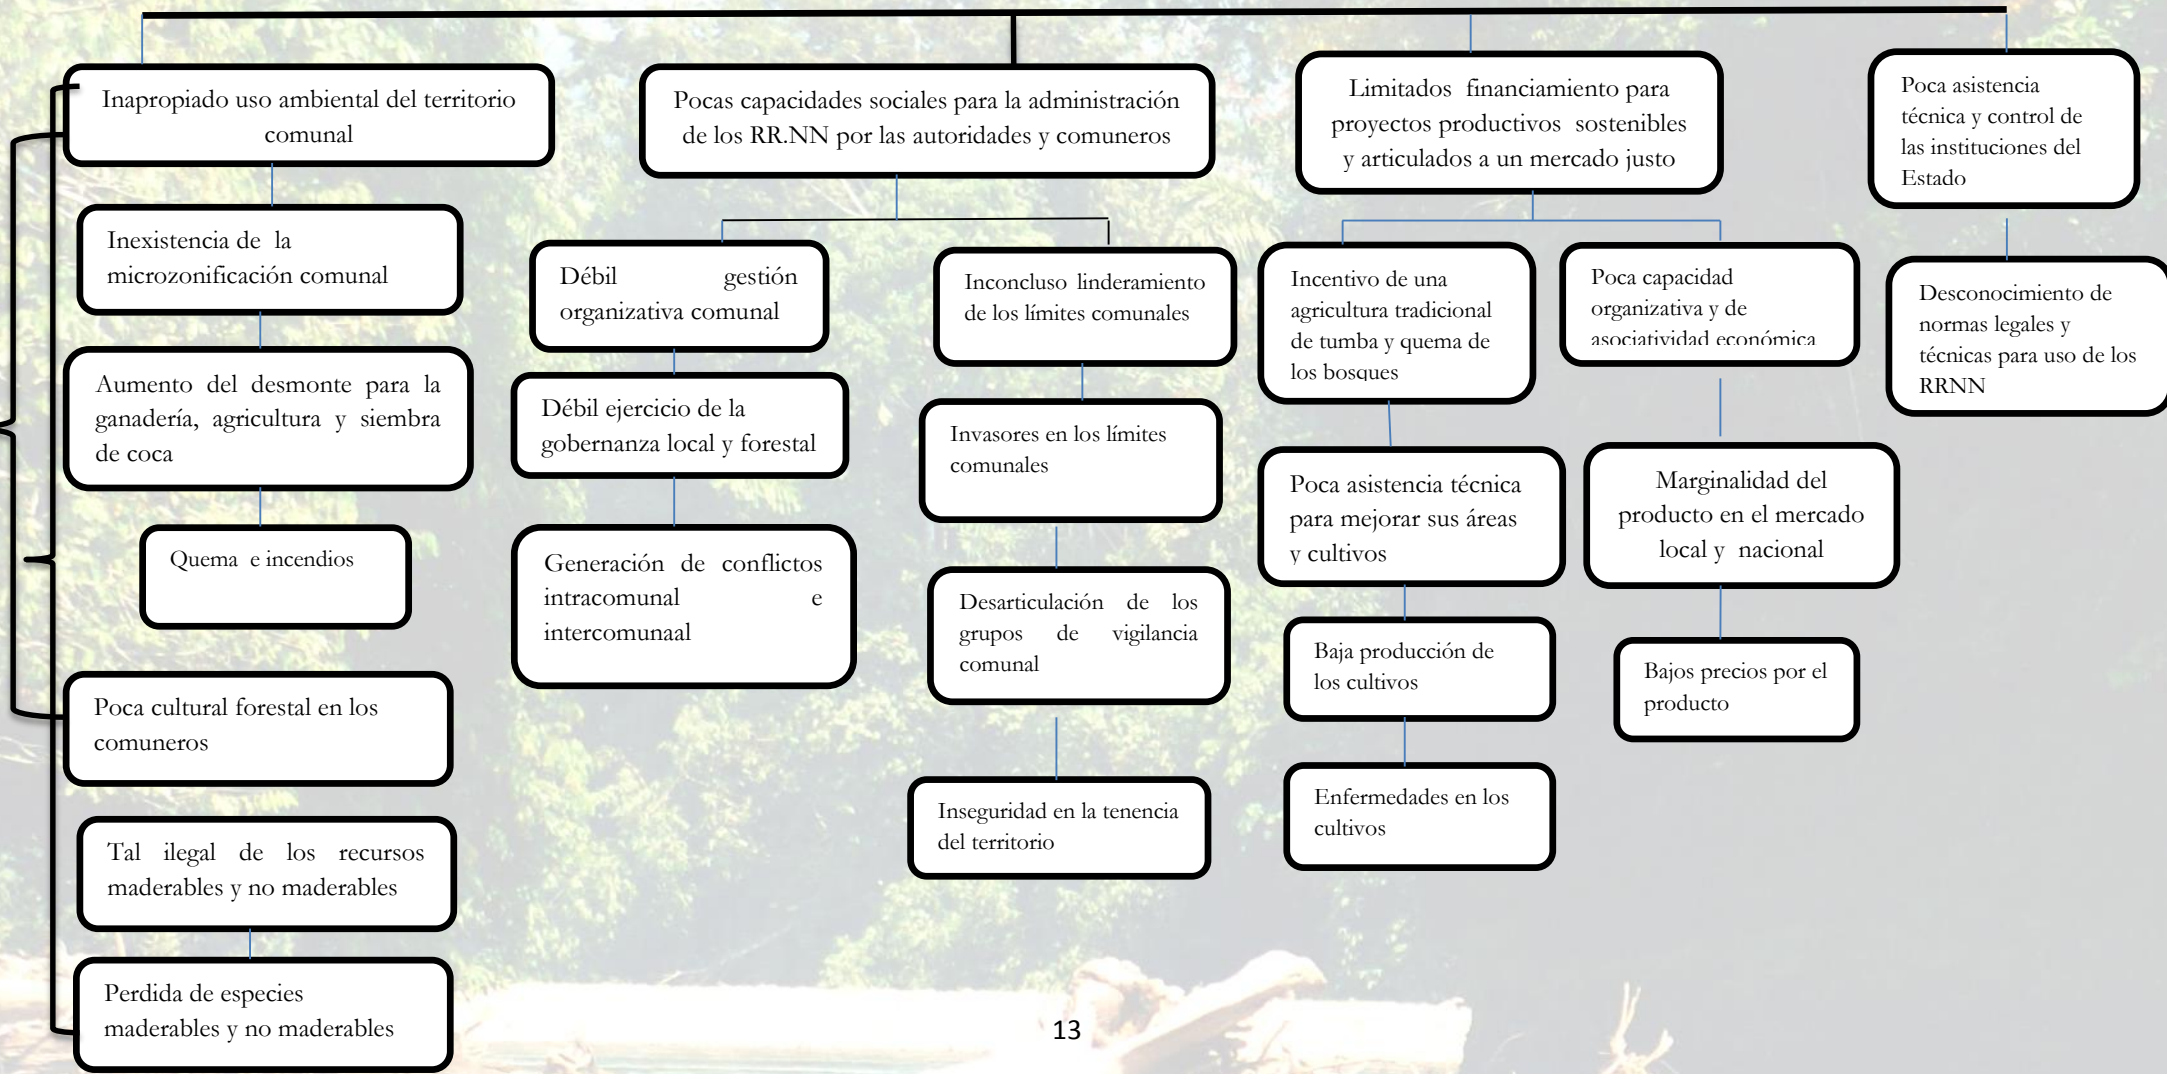 Inapropiado uso ambiental del territorio
comunal
Inexistencia de la
microzonificación comunal
Aumento del desmonte para la
ganadería, agricultura y siembra
de coca
Quema e incendios
Poca cultural forestal en los
comuneros
Tal ilegal de los recursos
maderables y no maderables
Perdida de especies
maderables y no maderables
Pocas capacidades sociales para la administración
de los RR.NN por las autoridades y comuneros
Débil gestión
organizativa comunal
Débil ejercicio de la
gobernanza local y forestal
Generación de conflictos
intracomunal e
intercomunaal
Inconcluso linderamiento
de los límites comunales
Invasores en los límites
comunales
Desarticulación de los
grupos de vigilancia
comunal
Inseguridad en la tenencia
del territorio
Limitados financiamiento para
proyectos productivos sostenibles
y articulados a un mercado justo
Incentivo de una
agricultura tradicional
de tumba y quema de
los bosques
Poca asistencia técnica
para mejorar sus áreas
y cultivos
Baja producción de
los cultivos
Enfermedades en los
cultivos
Poca capacidad
organizativa y de
asociatividad económica
Marginalidad del
producto en el mercado
local y nacional
Bajos precios por el
producto
Poca asistencia
técnica y control de
las instituciones del
Estado
Desconocimiento de
normas legales y
técnicas para uso de los
RRNN
13